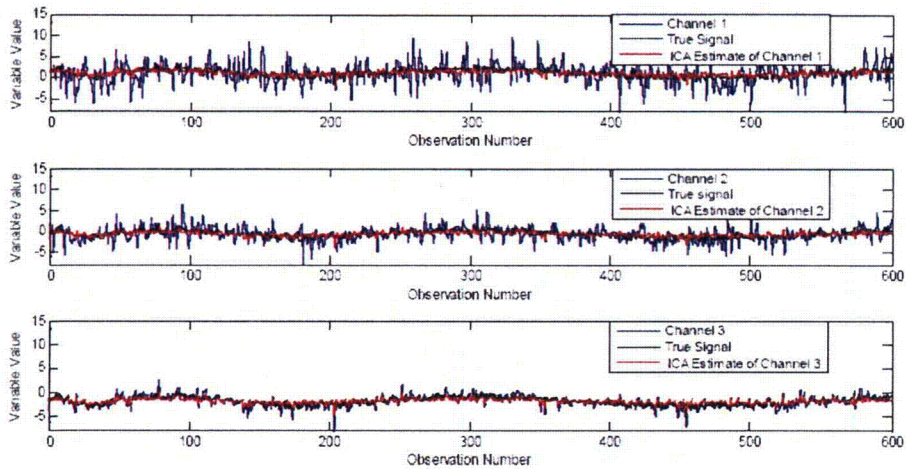 15
10
5
0
-5
Variable Value
Channel 1
True Signal
ICA Estimate of Channel 1
0 100 200 300 400 500 600
Observation Number
15
10
5
0
-5
Variable Value
Channel 2
True signal
ICA Estimate of Channel 2
0 100 200 300 400 500 600
Observation Number
15
10
5
0
-5
Variable Value
Channel 3
True Signal
ICA Estimate of Channel 3
0 100 200 300 400 500 600
Observation Number